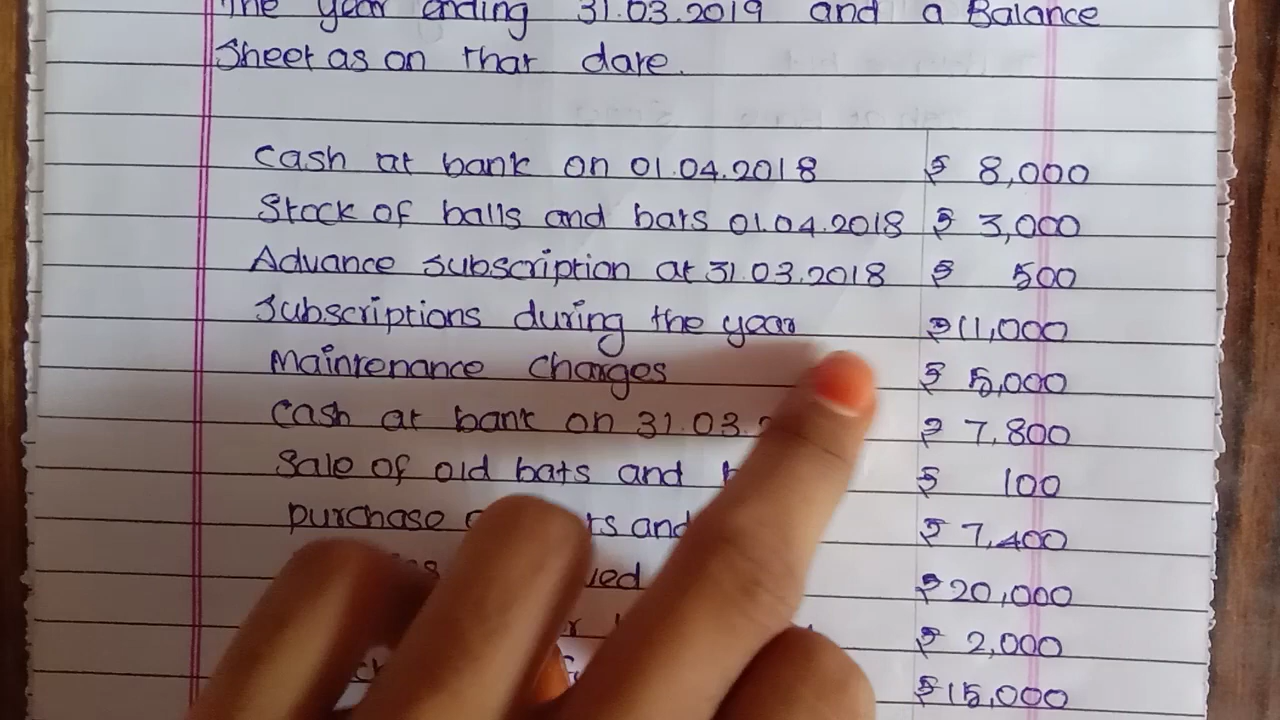 The year ending 31.03.2019 and a Balance
Sheet as on that date.
Cash at bank on 01.04.2018 ₹ 8,000
Stock of balls and bats 01.04.2018 ₹ 3,000
Advance subscription at 31.03.2018 ₹ 500
Subscriptions during the year ₹ 11,000
Maintenance charges ₹ 5,000
Cash at bank on 31.03. ₹ 7,800
Sale of old bats and ₹ 100
Purchase and ₹ 7,400
₹ 20,000
₹ 2,000
₹ 15,000